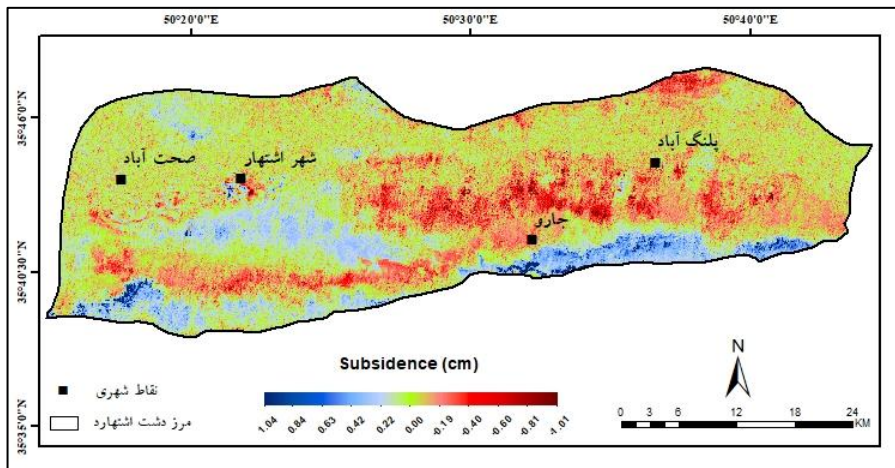 50°20'0"E
50°30'0"E
50°40'0"E
35°46'0"N
35°40'30"N
35°35'0"N
صحت آباد
شهر اشتهار
پلنگ آباد
جارو
Subsidence (cm)
1.04 0.84 0.63 0.42 0.22 0.00 -0.19 -0.40 -0.60 -0.81 -1.01
نقاط شهری
مرز دشت اشتهارد
N
0 3 6 12 18 24
KM